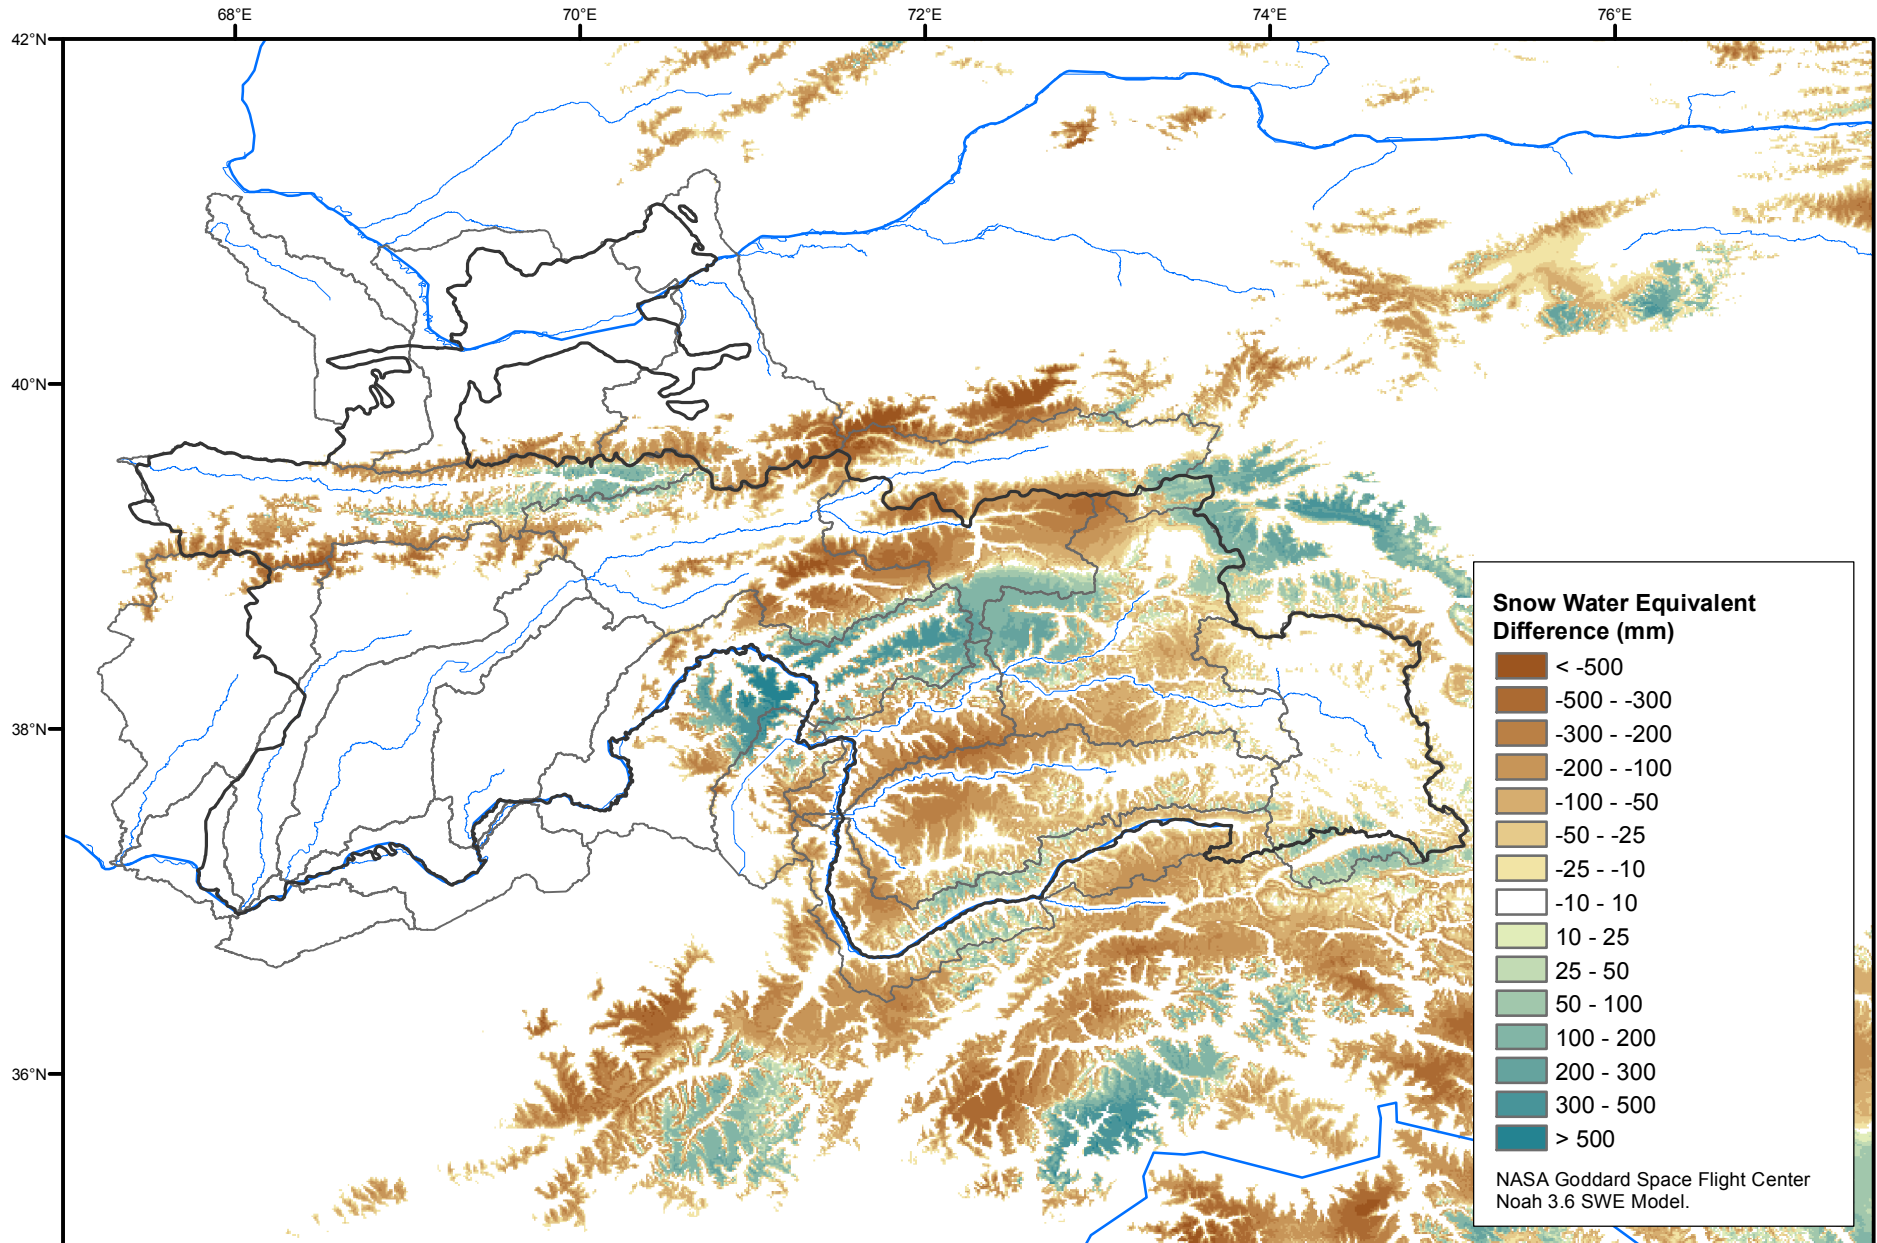 68°E 70°E 72°E 74°E 76°E
42°N
40°N
38°N
36°N
Snow Water Equivalent
Difference (mm)
< -500
-500 - -300
-300 - -200
-200 - -100
-100 - -50
-50 - -25
-25 - -10
-10 - 10
10 - 25
25 - 50
50 - 100
100 - 200
200 - 300
300 - 500
> 500
NASA Goddard Space Flight Center
Noah 3.6 SWE Model.